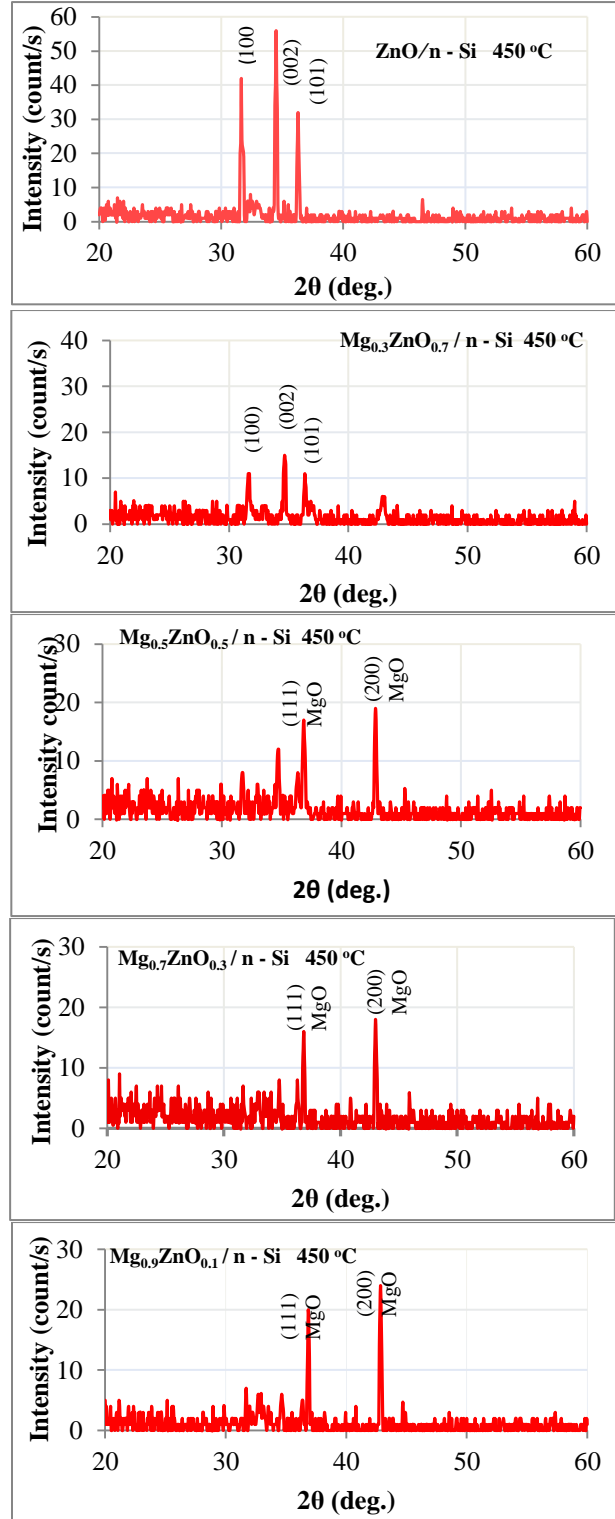 ZnO/n - Si 450 °C
(100
(002)
(101)
Intensity (count/s)
60
50
40
30
20
10
0
20 30 40 50 60
2θ (deg.)
Mg0.3ZnO0.7 / n - Si 450 °C
(100)
(002)
(101)
Intensity (count/s)
40
30
20
10
0
20 30 40 50 60
2θ (deg.)
Mg0.5ZnO0.5 / n - Si 450 °C
(111)
MgO
(200)
MgO
Intensity count/s)
30
20
10
0
20 30 40 50 60
2θ (deg.)
Mg0.7ZnO0.3 / n - Si 450 °C
(111)
MgO
(200)
MgO
Intensity (count/s)
30
20
10
0
20 30 40 50 60
2θ (deg.)
Mg0.9ZnO0.1 / n - Si 450 °C
(111)
MgO
(200)
MgO
Intensity (count/s)
30
20
10
0
20 30 40 50 60
2θ (deg.)